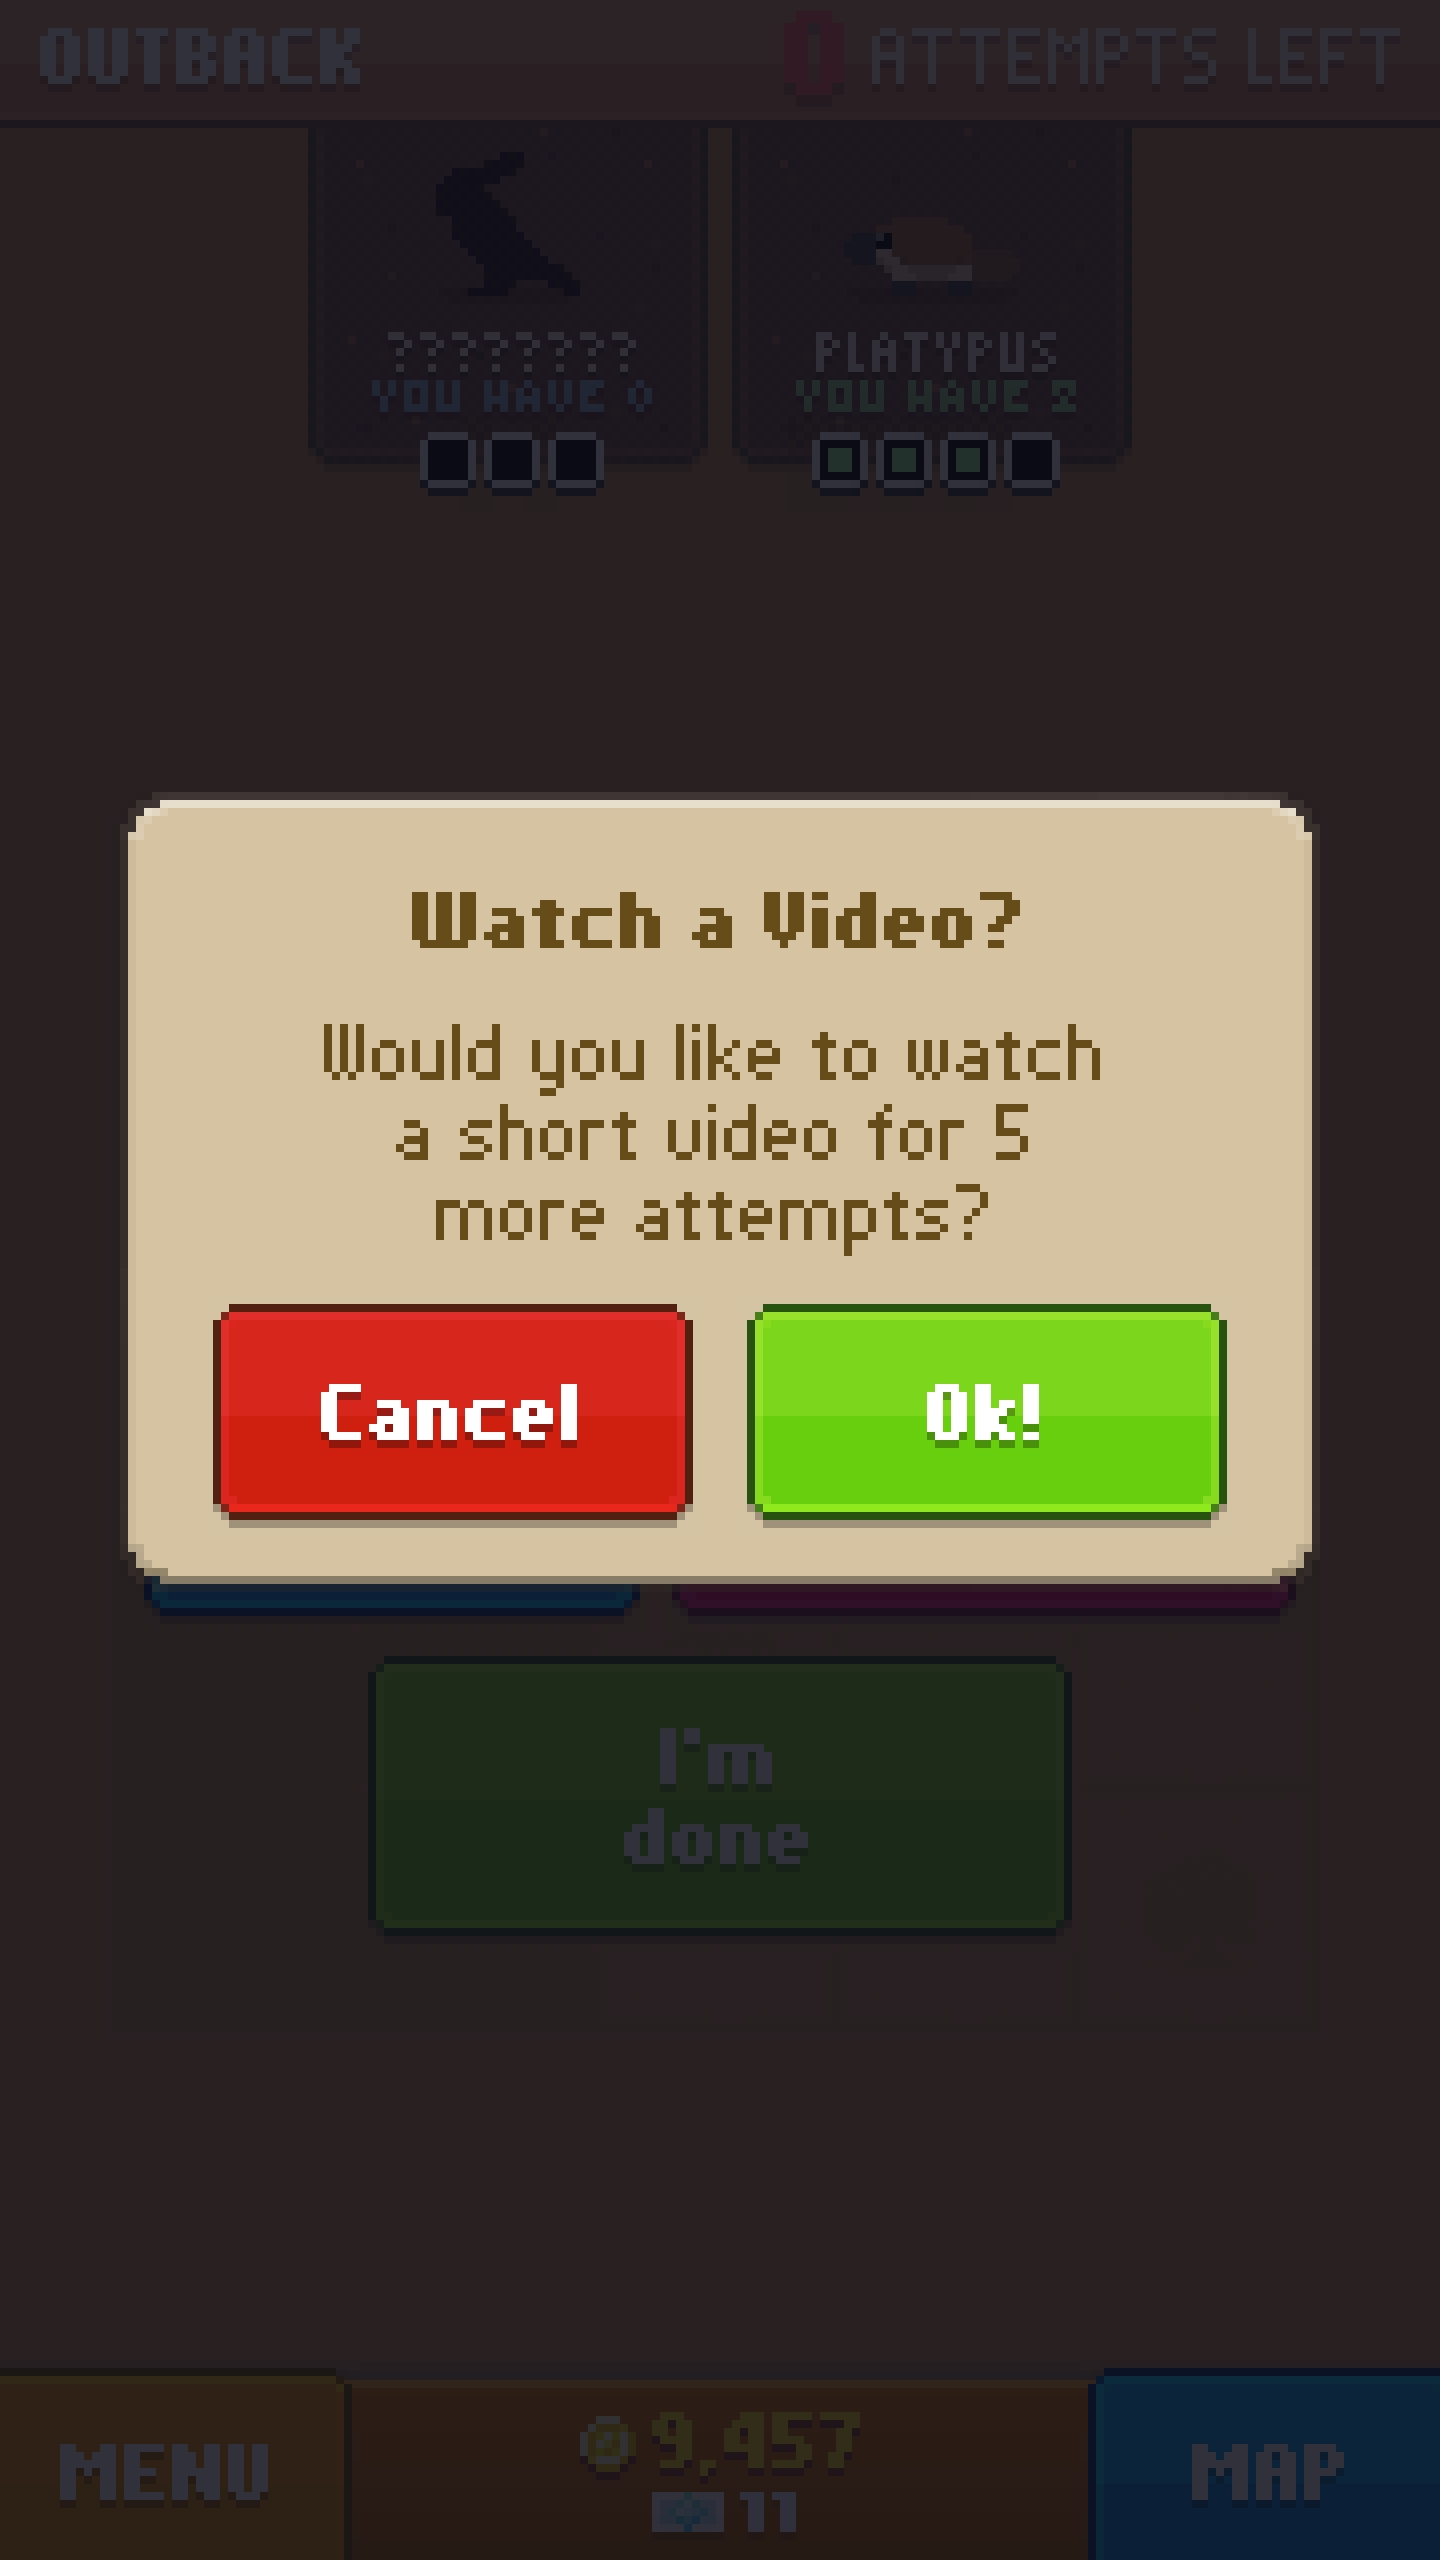 OUTBACK
0 ATTEMPTS LEFT
????????
YOU HAVE 0
PLATYPUS
YOU HAVE 2
Watch a Video?
Would you like to watch
a short video for 5
more attempts?
Cancel
Ok!
I'm
done
MENU
9,457
11
MAP